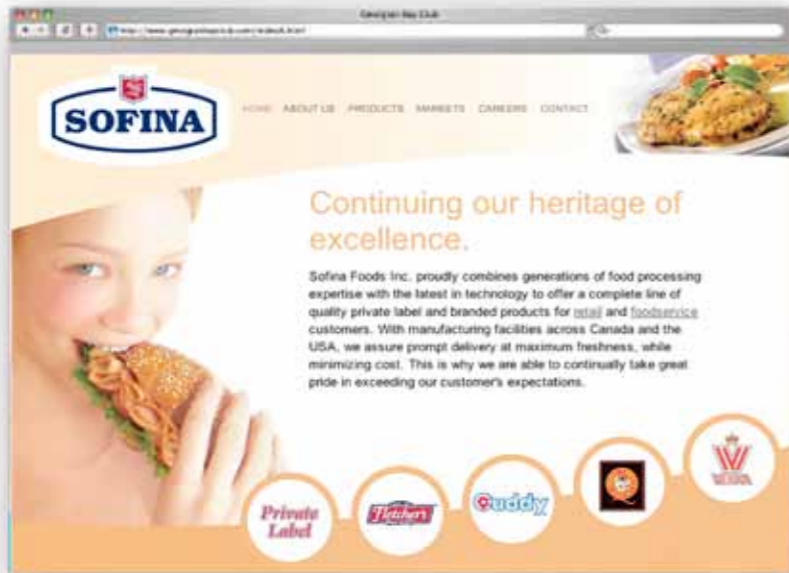 Georgian Bay Club
SOFINA
HOME ABOUT US PRODUCTS MARKETS CAREERS CONTACT
Continuing our heritage of
excellence.
Sofina Foods Inc. proudly combines generations of food processing
expertise with the latest in technology to offer a complete line of
quality private label and branded products for retail and foodservice
customers. With manufacturing facilities across Canada and the
USA, we assure prompt delivery at maximum freshness, while
minimizing cost. This is why we are able to continually take great
pride in exceeding our customer's expectations.
Private
Label
Fletcher's
Cuddy